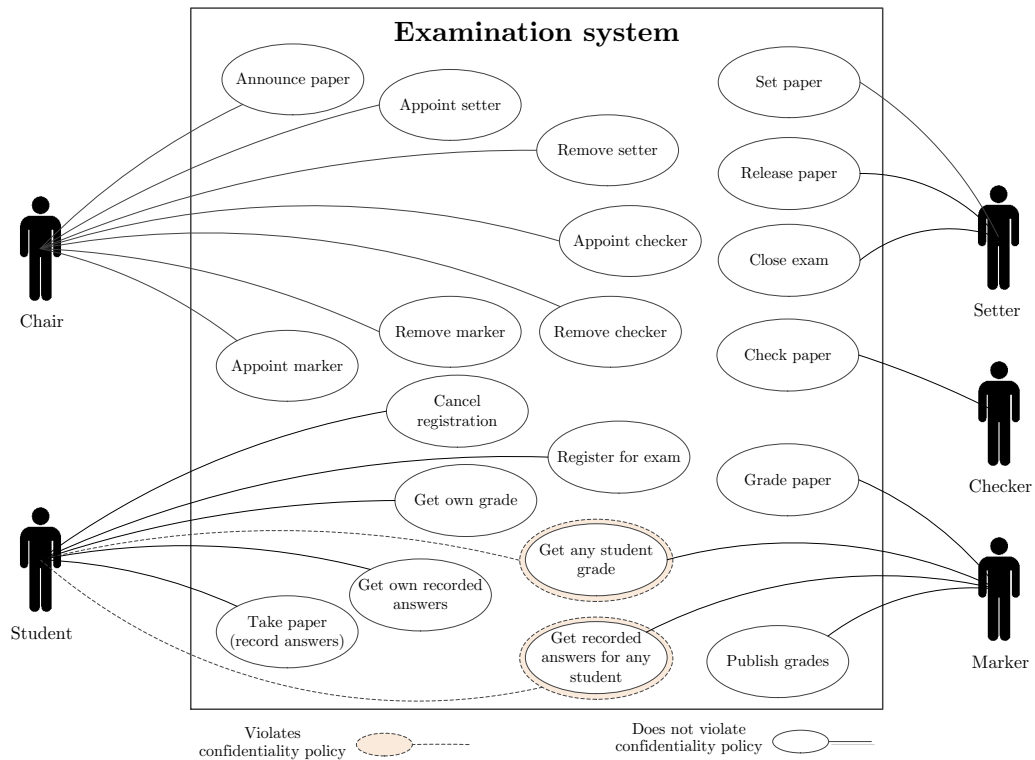 Examination system
Announce paper
Appoint setter
Remove setter
Appoint checker
Remove marker
Remove checker
Appoint marker
Chair
Set paper
Release paper
Close exam
Setter
Check paper
Checker
Cancel
registration
Register for exam
Get own grade
Get any student
grade
Get own recorded
answers
Take paper
(record answers)
Get recorded
answers for any
student
Student
Grade paper
Publish grades
Marker
Violates
confidentiality policy
Does not violate
confidentiality policy